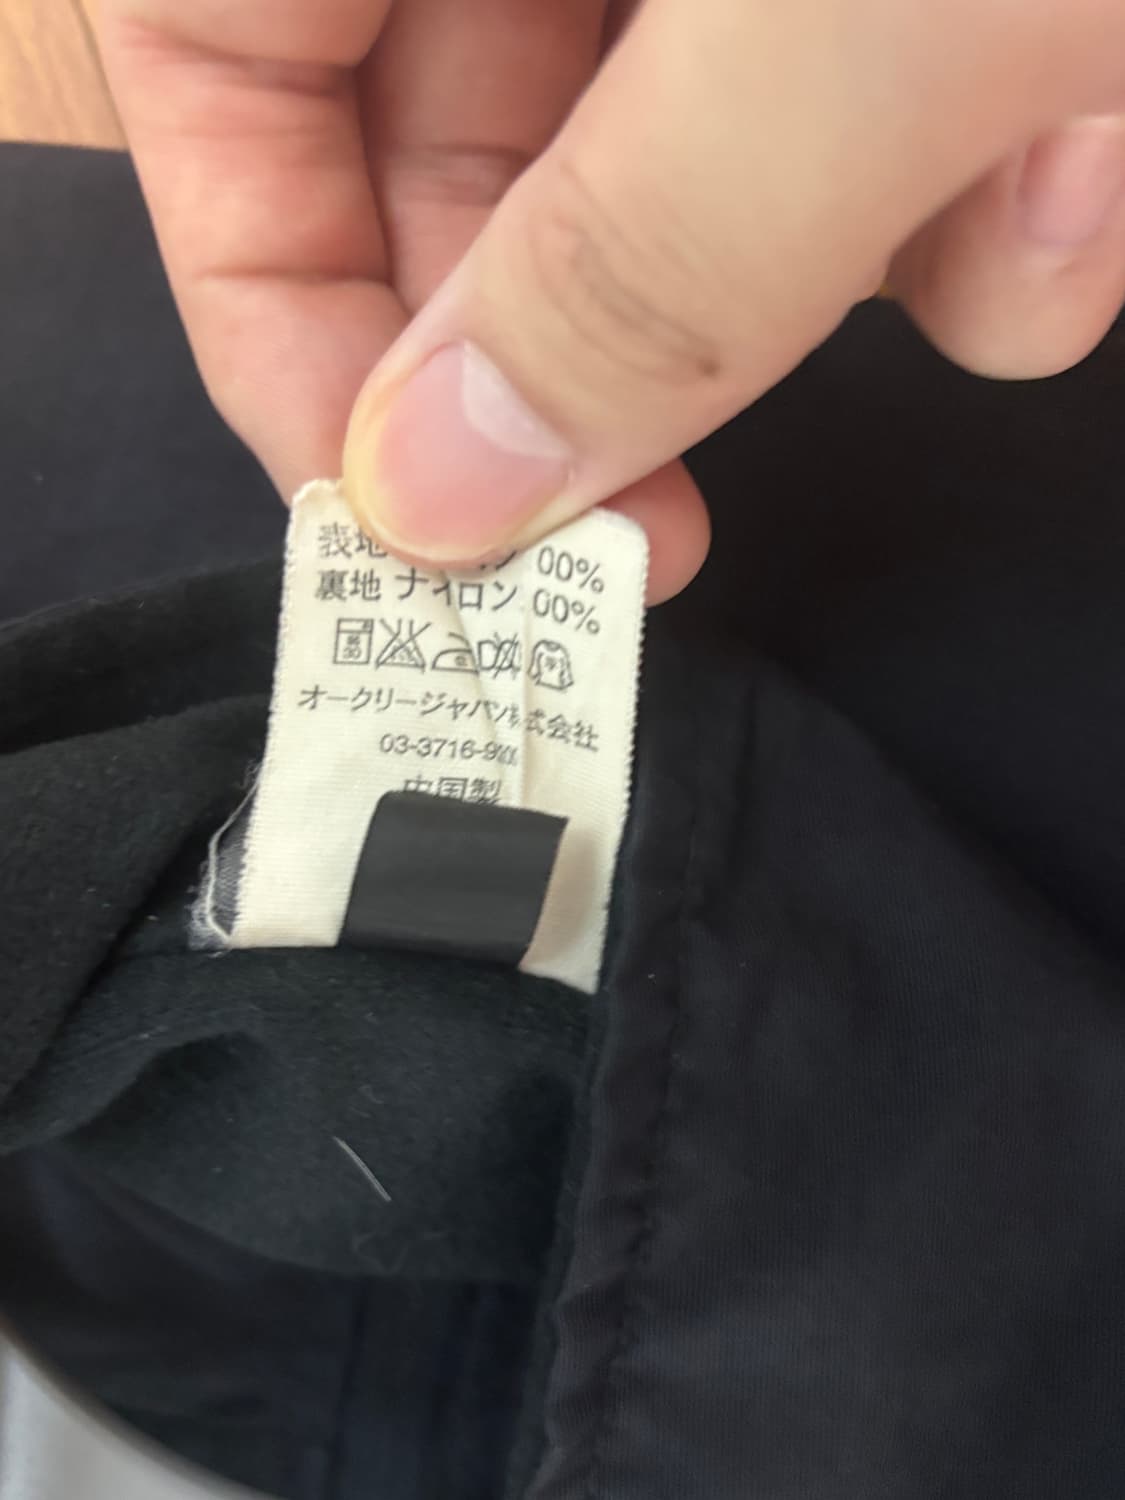 表地 ン 00%
裏地 ナイロン 00%
オークリージャパン株式会社
03-3716-9
中国製